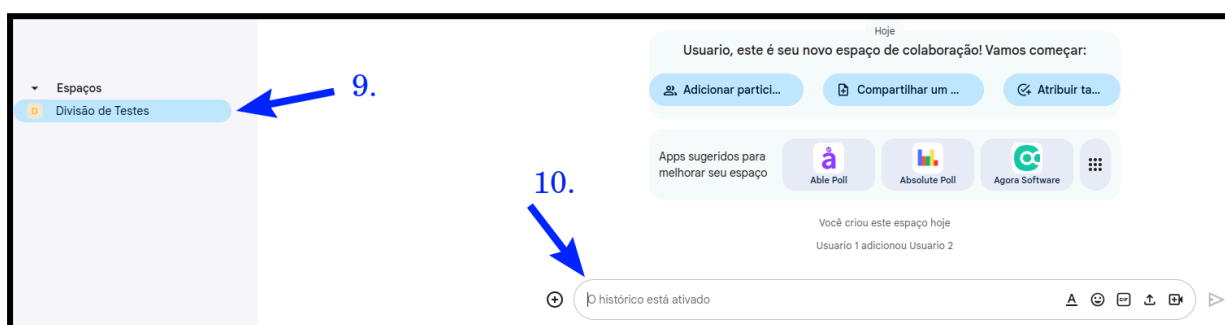 Espaços
D
Divisão de Testes
9.
Hoje
Usuario, este é seu novo espaço de colaboração! Vamos começar:
Adicionar partici...
Compartilhar um ...
Atribuir ta...
Apps sugeridos para
melhorar seu espaço
Able Poll
Absolute Poll
Agora Software
Você criou este espaço hoje
Usuario 1 adicionou Usuario 2
10.
O histórico está ativado
A
GIF